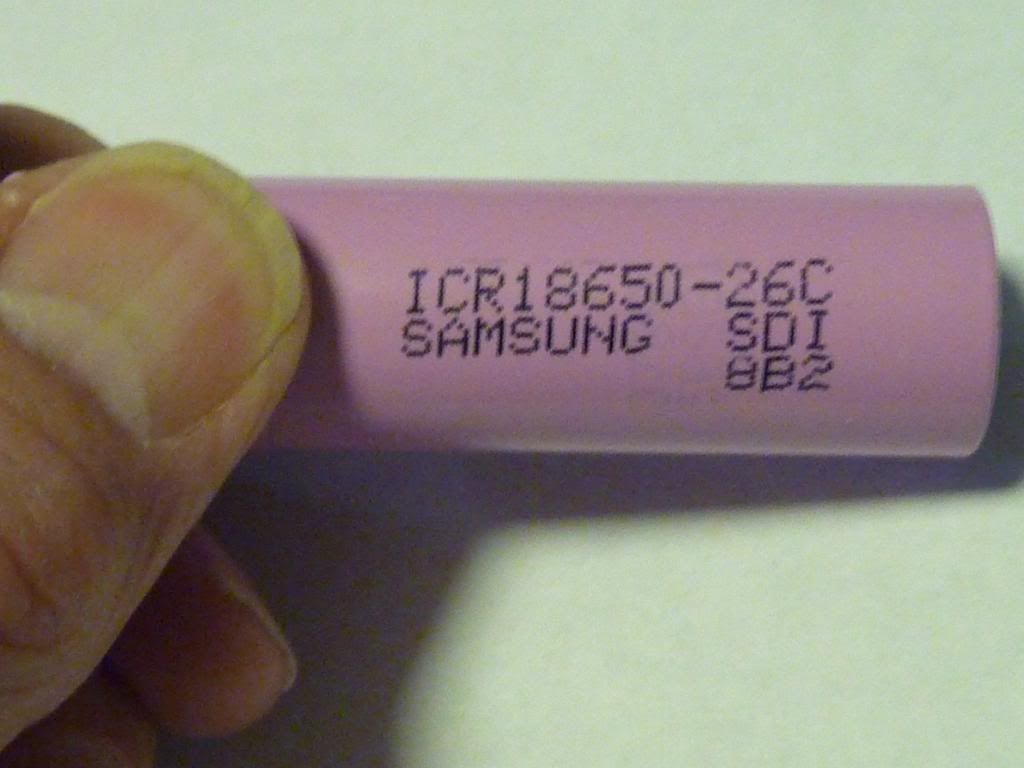 ICR18650-26C
SAMSUNG SDI
8B2